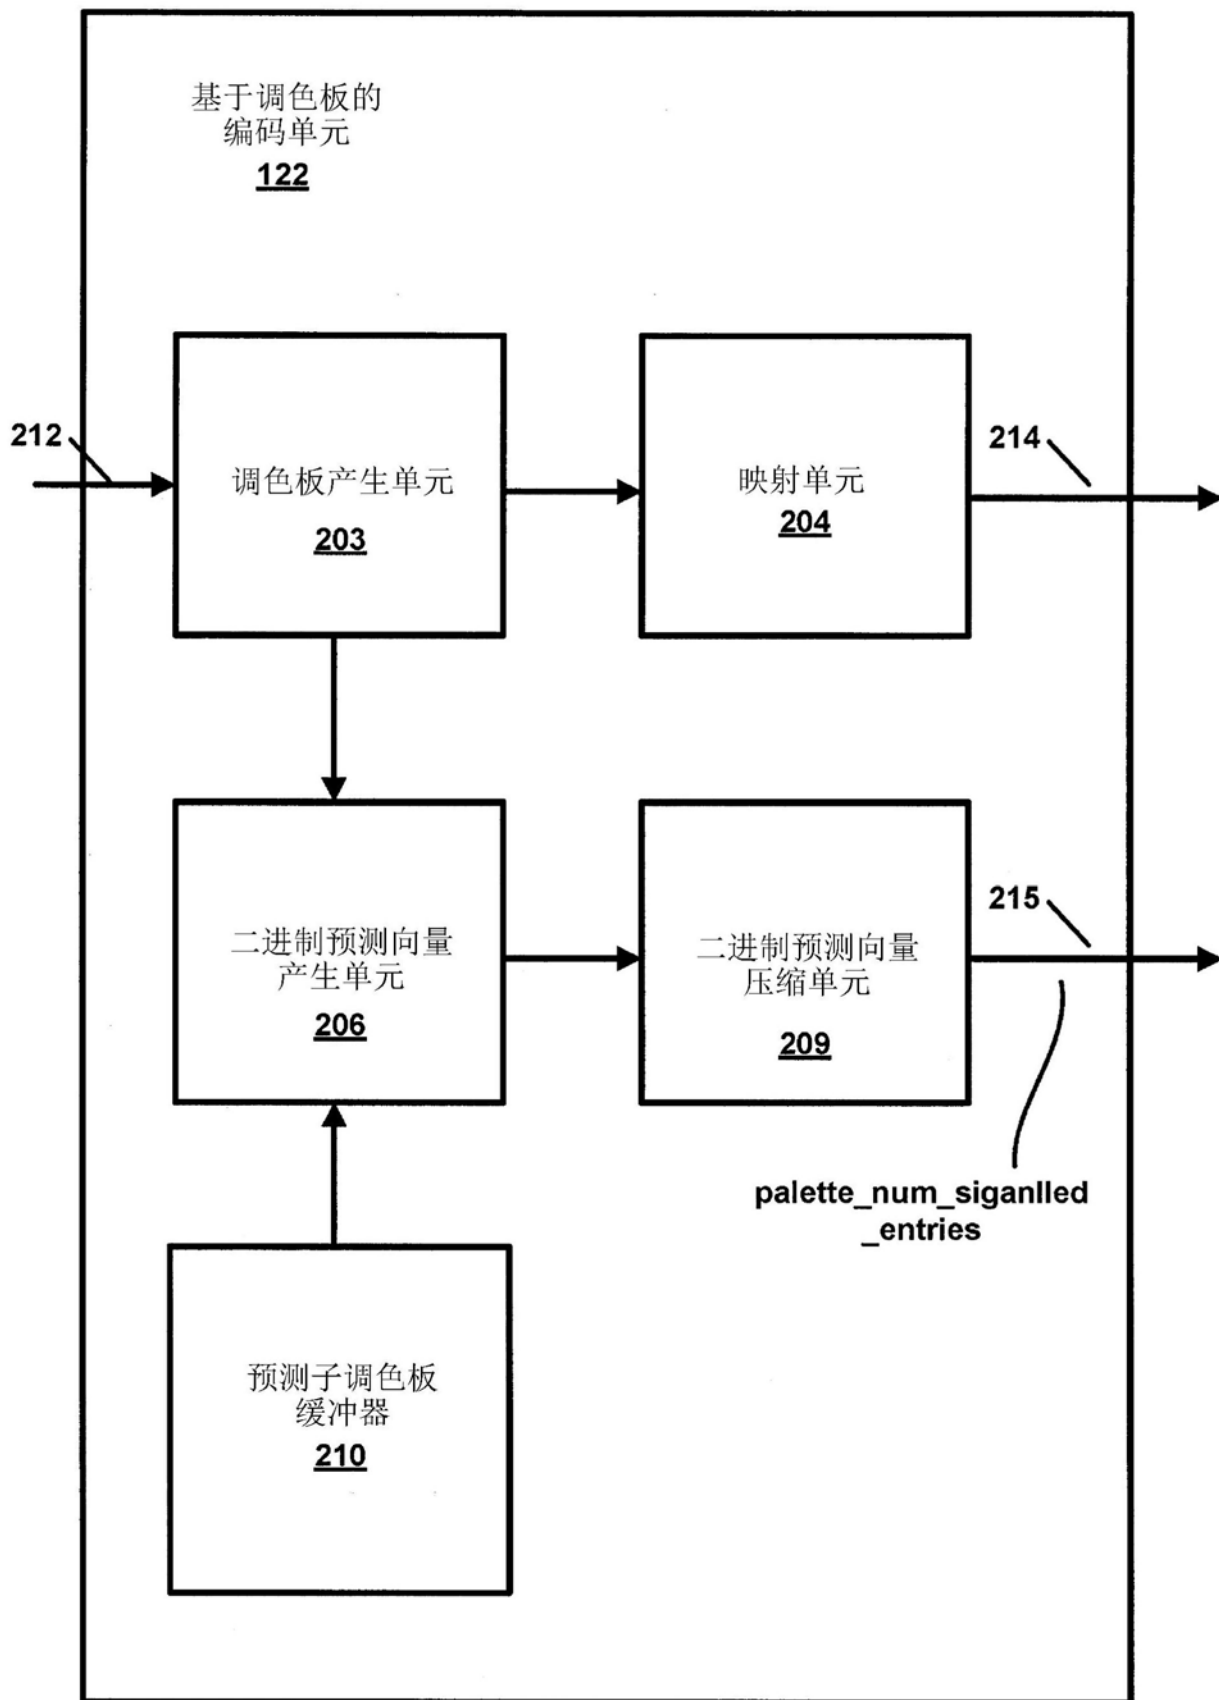 基于调色板的
编码单元
122
212
调色板产生单元
203
映射单元
204
214
二进制预测向量
产生单元
206
二进制预测向量
压缩单元
209
215
palette_num_siganlled
_entries
预测子调色板
缓冲器
210